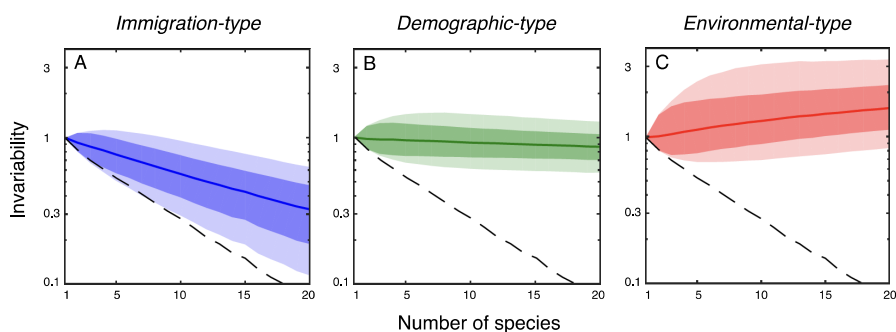 Immigration-type Demographic-type Environmental-type
A B C
Invariability
3 3 3
1 1 1
0.3 0.3 0.3
0.1 0.1 0.1
1 5 10 15 20 1 5 10 15 20 1 5 10 15 20
Number of species